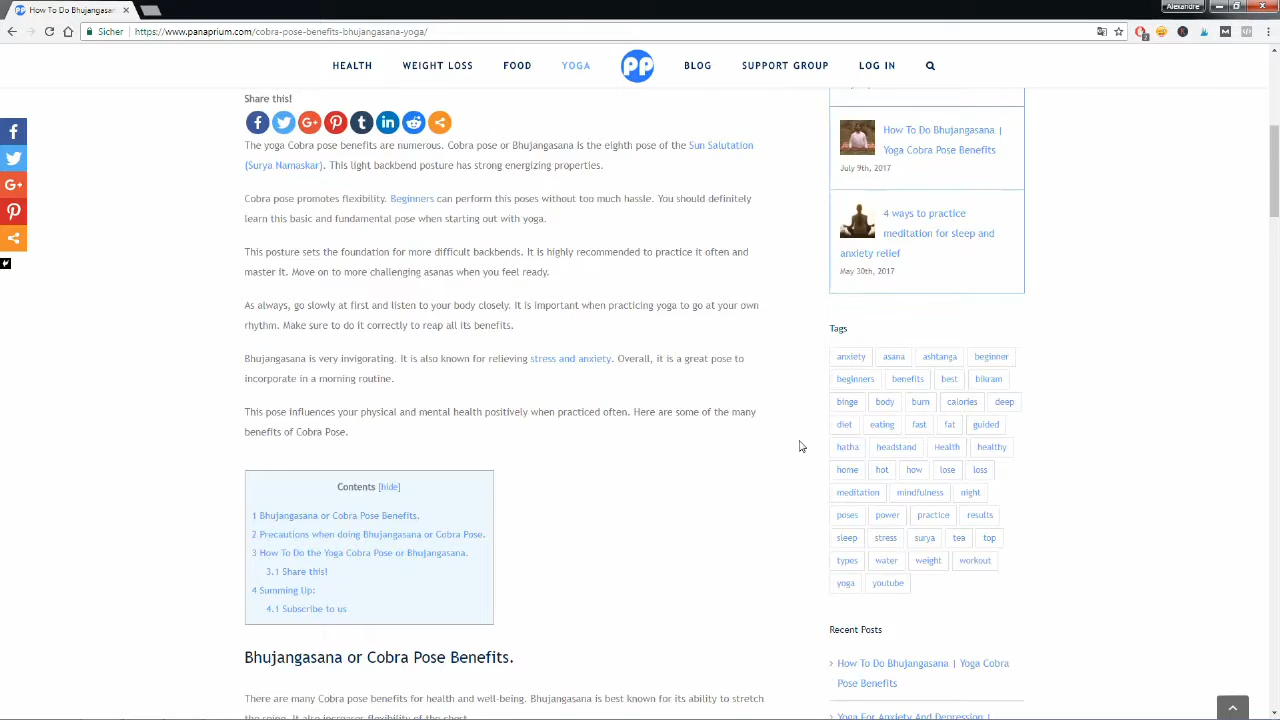 How To Do Bhujangasan
Alexandre
Sicher
https://www.panaprium.com/cobra-pose-benefits-bhujangasana-yoga/
HEALTH
WEIGHT LOSS
FOOD
YOGA
PP
BLOG
SUPPORT GROUP
LOG IN
Share this!
The yoga Cobra pose benefits are numerous. Cobra pose or Bhujangasana is the eighth pose of the Sun Salutation
(Surya Namaskar). This light backbend posture has strong energizing properties.
Cobra pose promotes flexibility. Beginners can perform this poses without too much hassle. You should definitely
learn this basic and fundamental pose when starting out with yoga.
This posture sets the foundation for more difficult backbends. It is highly recommended to practice it often and
master it. Move on to more challenging asanas when you feel ready.
As always, go slowly at first and listen to your body closely. It is important when practicing yoga to go at your own
rhythm. Make sure to do it correctly to reap all its benefits.
Bhujangasana is very invigorating. It is also known for relieving stress and anxiety. Overall, it is a great pose to
incorporate in a morning routine.
This pose influences your physical and mental health positively when practiced often. Here are some of the many
benefits of Cobra Pose.
Contents [hide]
1 Bhujangasana or Cobra Pose Benefits.
2 Precautions when doing Bhujangasana or Cobra Pose.
3 How To Do the Yoga Cobra Pose or Bhujangasana.
3.1 Share this!
4 Summing Up:
4.1 Subscribe to us
Bhujangasana or Cobra Pose Benefits.
There are many Cobra pose benefits for health and well-being. Bhujangasana is best known for its ability to stretch
the spine. It also increases flexibility of the chest
How To Do Bhujangasana |
Yoga Cobra Pose Benefits
July 9th, 2017
4 ways to practice
meditation for sleep and
anxiety relief
May 30th, 2017
Tags
anxiety asana ashtanga beginner
beginners benefits best bikram
binge body burn calories deep
diet eating fast fat guided
hatha headstand Health healthy
home hot how lose loss
meditation mindfulness night
poses power practice results
sleep stress surya tea top
types water weight workout
yoga youtube
Recent Posts
How To Do Bhujangasana | Yoga Cobra
Pose Benefits
Yoga For Anxiety And Depression |